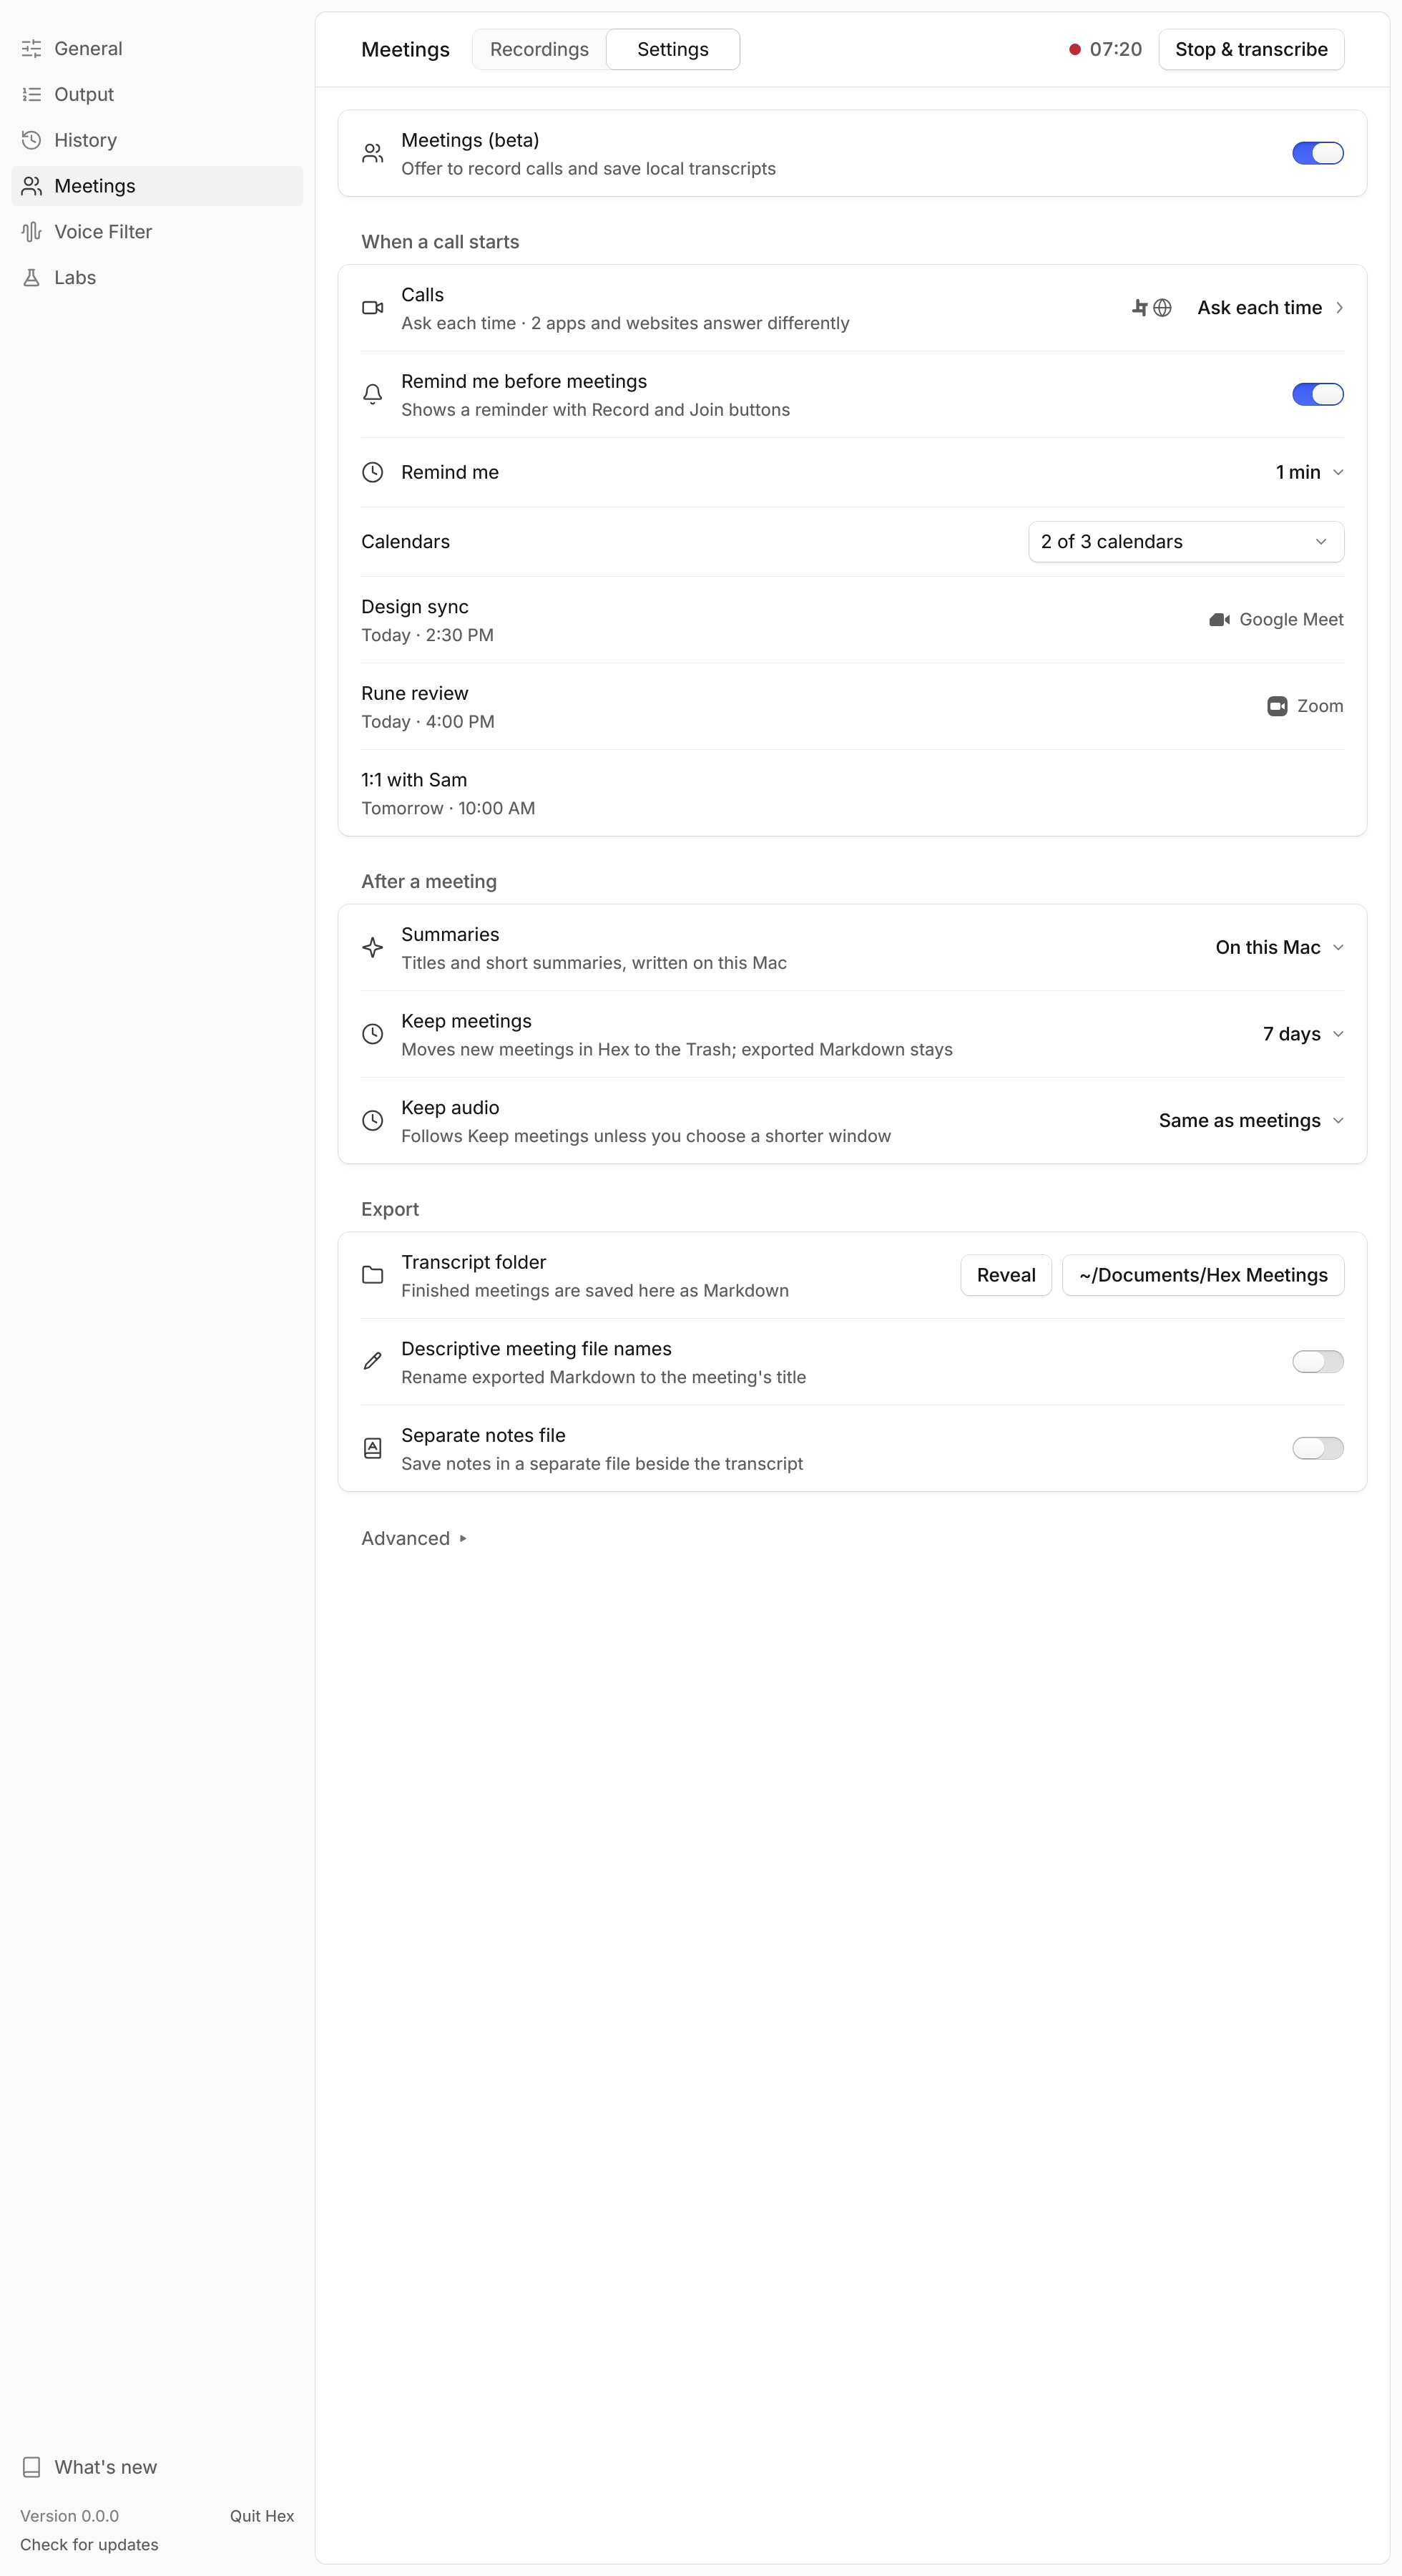 General
Output
History
Meetings
Voice Filter
Labs
Meetings
Recordings
Settings
07:20
Stop & transcribe
Meetings (beta)
Offer to record calls and save local transcripts
When a call starts
Calls
Ask each time · 2 apps and websites answer differently
Ask each time
Remind me before meetings
Shows a reminder with Record and Join buttons
Remind me
1 min
Calendars
2 of 3 calendars
Design sync
Today · 2:30 PM
Google Meet
Rune review
Today · 4:00 PM
Zoom
1:1 with Sam
Tomorrow · 10:00 AM
After a meeting
Summaries
Titles and short summaries, written on this Mac
On this Mac
Keep meetings
Moves new meetings in Hex to the Trash; exported Markdown stays
7 days
Keep audio
Follows Keep meetings unless you choose a shorter window
Same as meetings
Export
Transcript folder
Finished meetings are saved here as Markdown
Reveal
~/Documents/Hex Meetings
Descriptive meeting file names
Rename exported Markdown to the meeting's title
Separate notes file
Save notes in a separate file beside the transcript
Advanced
What's new
Version 0.0.0
Quit Hex
Check for updates